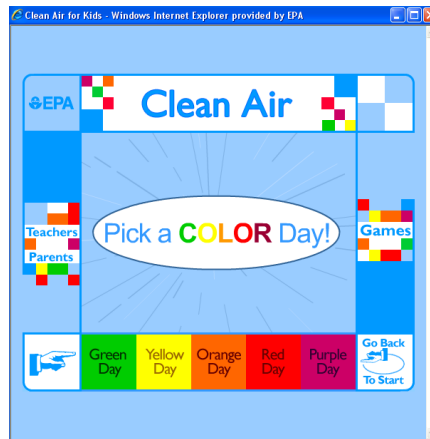 Clean Air for Kids - Windows Internet Explorer provided by EPA
EPA
Clean Air
Pick a COLOR Day!
Teachers
Parents
Games
Green
Day
Yellow
Day
Orange
Day
Red
Day
Purple
Day
Go Back
To Start